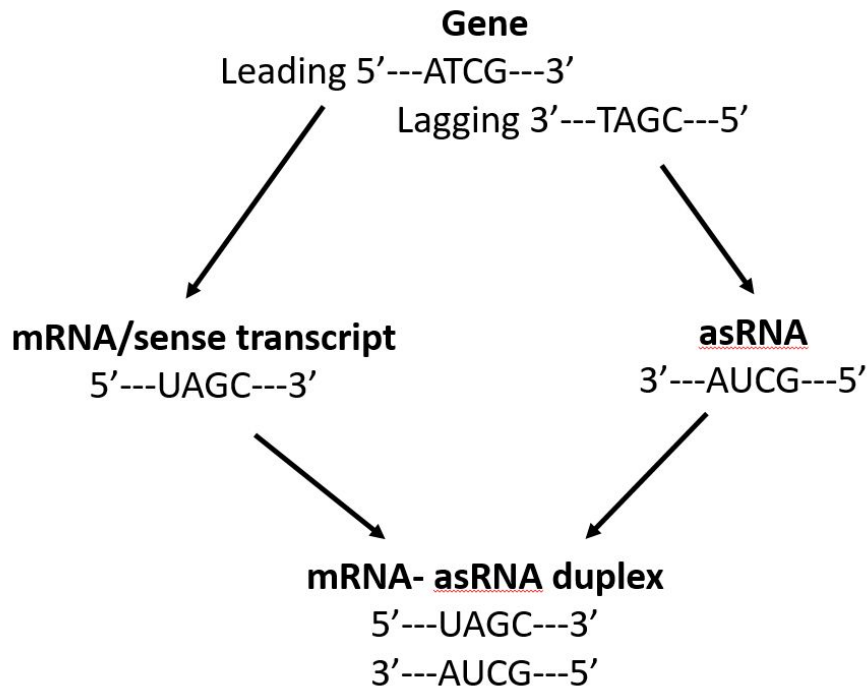 Gene
Leading 5’---ATCG---3’
Lagging 3’---TAGC---5’
mRNA/sense transcript
5’---UAGC---3’
asRNA
3’---AUCG---5’
mRNA- asRNA duplex
5’---UAGC---3’
3’---AUCG---5’